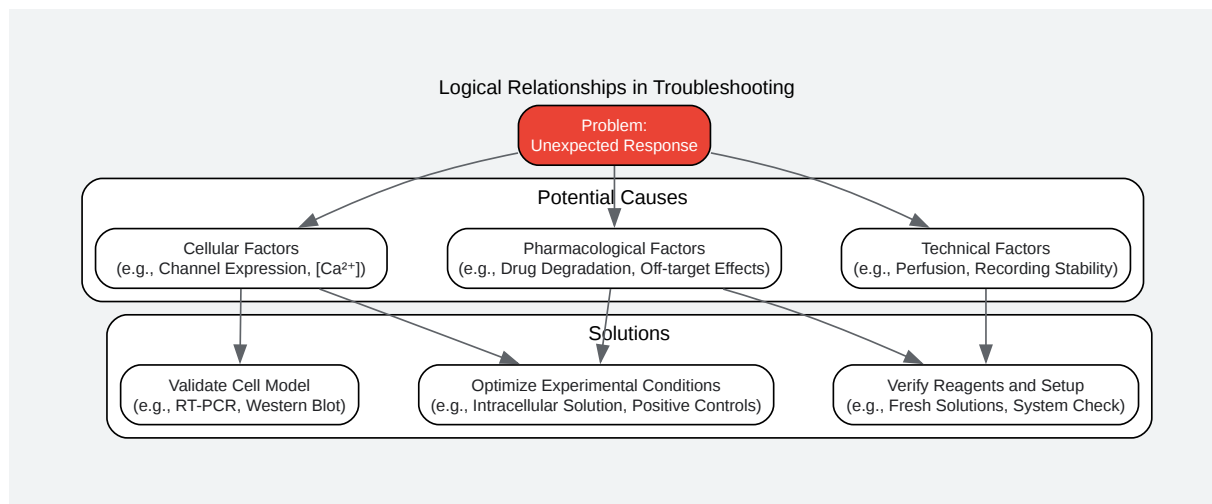 Logical Relationships in Troubleshooting
Problem:
Unexpected Response
Potential Causes
Cellular Factors
(e.g., Channel Expression, [Ca²⁺])
Pharmacological Factors
(e.g., Drug Degradation, Off-target Effects)
Technical Factors
(e.g., Perfusion, Recording Stability)
Solutions
Validate Cell Model
(e.g., RT-PCR, Western Blot)
Optimize Experimental Conditions
(e.g., Intracellular Solution, Positive Controls)
Verify Reagents and Setup
(e.g., Fresh Solutions, System Check)